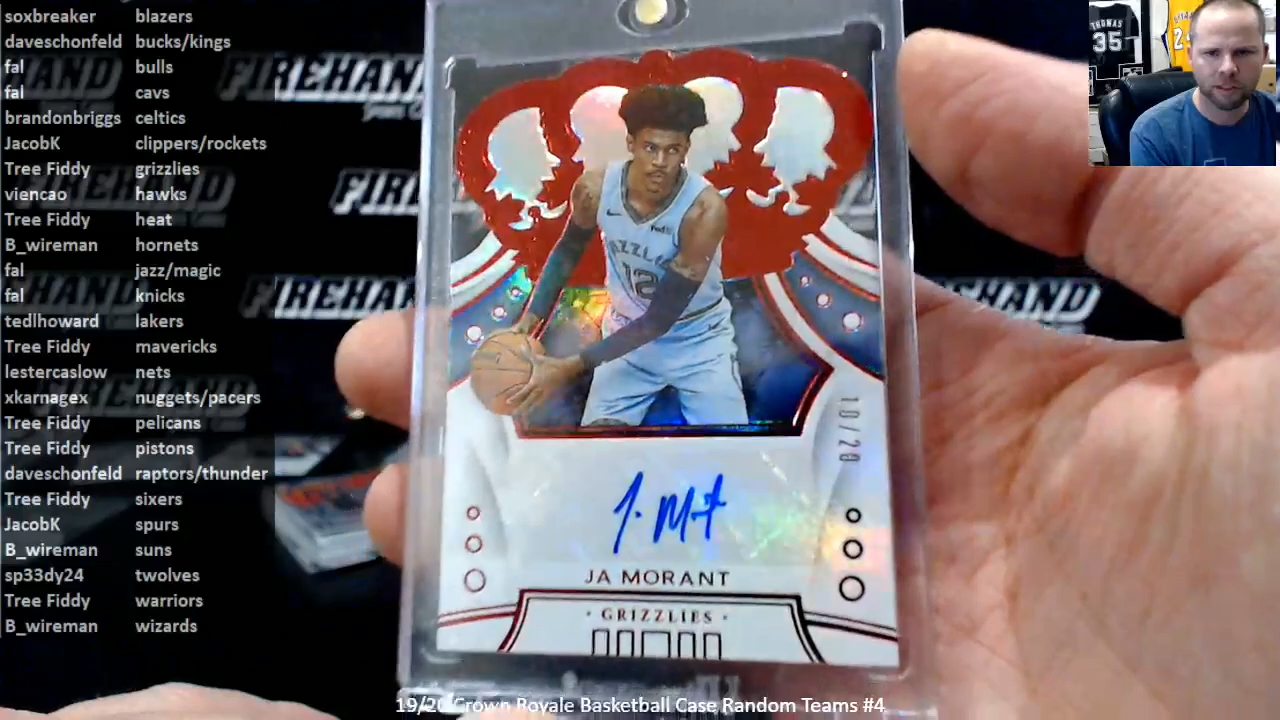 soxbreaker blazers
daveschonfeld bucks/kings
fal bulls
fal cavs
brandonbriggs celtics
JacobK clippers/rockets
Tree Fiddy grizzlies
viencao hawks
Tree Fiddy heat
B_wireman hornets
fal jazz/magic
fal knicks
tedlhoward lakers
Tree Fiddy mavericks
lestercaslow nets
xkarnagex nuggets/pacers
Tree Fiddy pelicans
Tree Fiddy pistons
daveschonfeld raptors/thunder
Tree Fiddy sixers
JacobK spurs
B_wireman suns
sp33dy24 twolves
Tree Fiddy warriors
B_wireman wizards
FIREHAND
FIREHAND
THOMAS
35
FedEx
12
JA MORANT
· GRIZZLIES ·
19/20 Crown Royale Basketball Case Random Teams #4